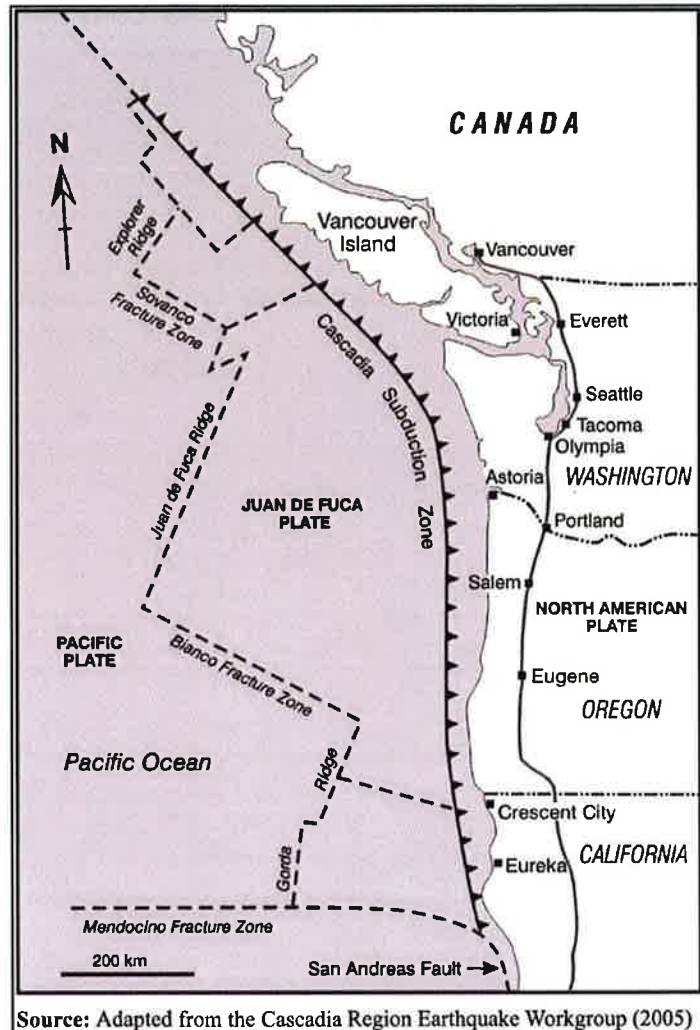 CANADA
N
Vancouver
Island
Vancouver
Explorer
Ridge
Sovanco
Fracture Zone
Victoria
Everett
Cascadia
Subduction
Zone
Seattle
Tacoma
Olympia
WASHINGTON
Juan de Fuca Ridge
JUAN DE FUCA
PLATE
Astoria
Portland
Salem
NORTH AMERICAN
PLATE
PACIFIC
PLATE
Blanco Fracture Zone
Eugene
OREGON
Pacific Ocean
Ridge
Gorda
Crescent City
Eureka
CALIFORNIA
Mendocino Fracture Zone
200 km
San Andreas Fault
Source: Adapted from the Cascadia Region Earthquake Workgroup (2005)